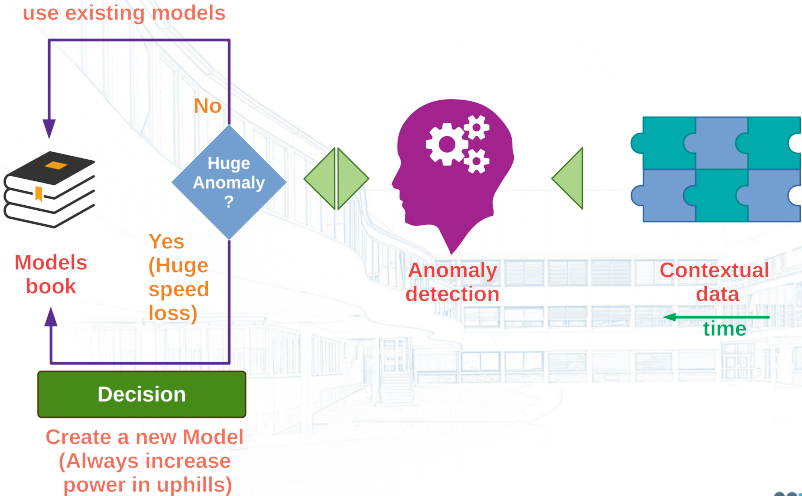 use existing models
No
Huge
Anomaly
?
Yes
(Huge
speed
loss)
Models
book
Anomaly
detection
Contextual
data
time
Decision
Create a new Model
(Always increase
power in uphills)